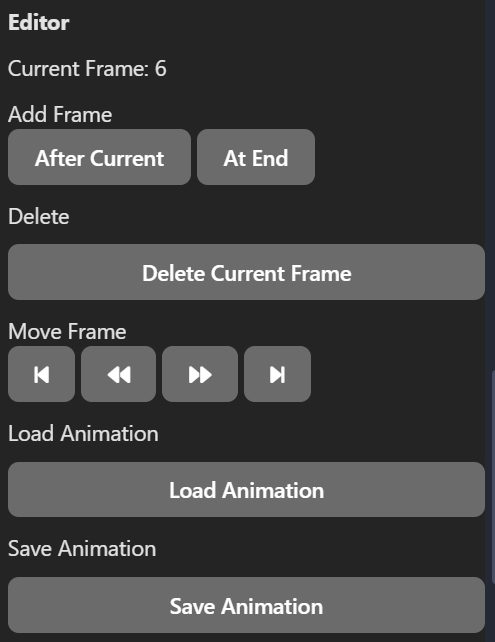 Editor
Current Frame: 6
Add Frame
After Current At End
Delete
Delete Current Frame
Move Frame
Load Animation
Load Animation
Save Animation
Save Animation